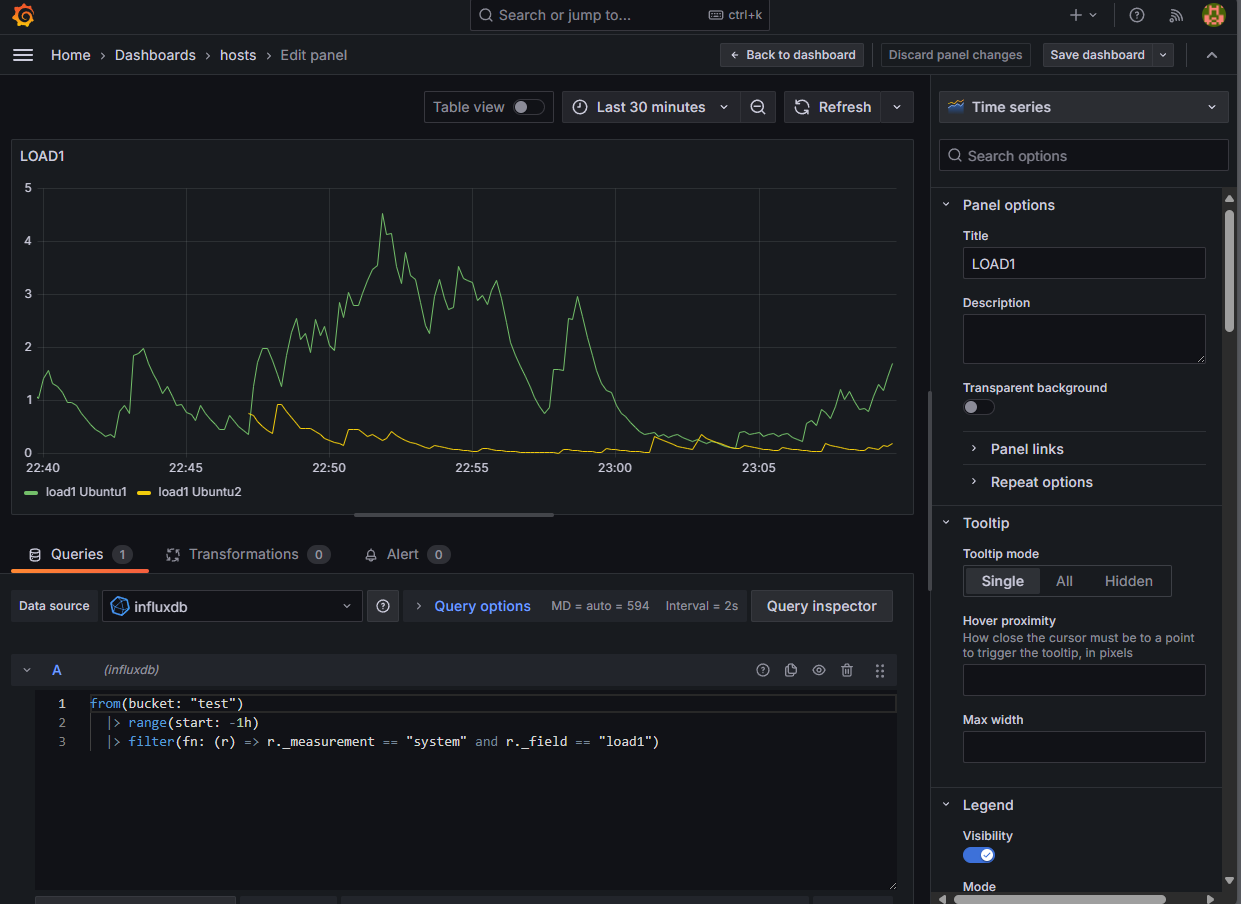 Search or jump to... ctrl+k
Home › Dashboards › hosts › Edit panel
← Back to dashboard
Discard panel changes
Save dashboard
Table view
Last 30 minutes
Refresh
Time series
Search options
LOAD1
5
4
3
2
1
0
22:40 22:45 22:50 22:55 23:00 23:05
load1 Ubuntu1 load1 Ubuntu2
Queries 1 Transformations 0 Alert 0
Data source influxdb
Query options MD = auto = 594 Interval = 2s
Query inspector
A (influxdb)
1 from(bucket: "test")
2 |> range(start: -1h)
3 |> filter(fn: (r) => r._measurement == "system" and r._field == "load1")
Panel options
Title
LOAD1
Description
Transparent background
Panel links
Repeat options
Tooltip
Tooltip mode
Single All Hidden
Hover proximity
How close the cursor must be to a point
to trigger the tooltip, in pixels
Max width
Legend
Visibility
Mode